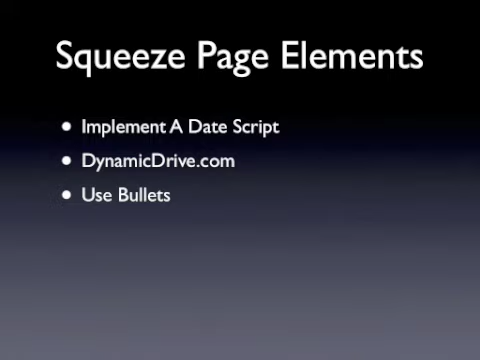 Squeeze Page Elements
• Implement A Date Script
• DynamicDrive.com
• Use Bullets